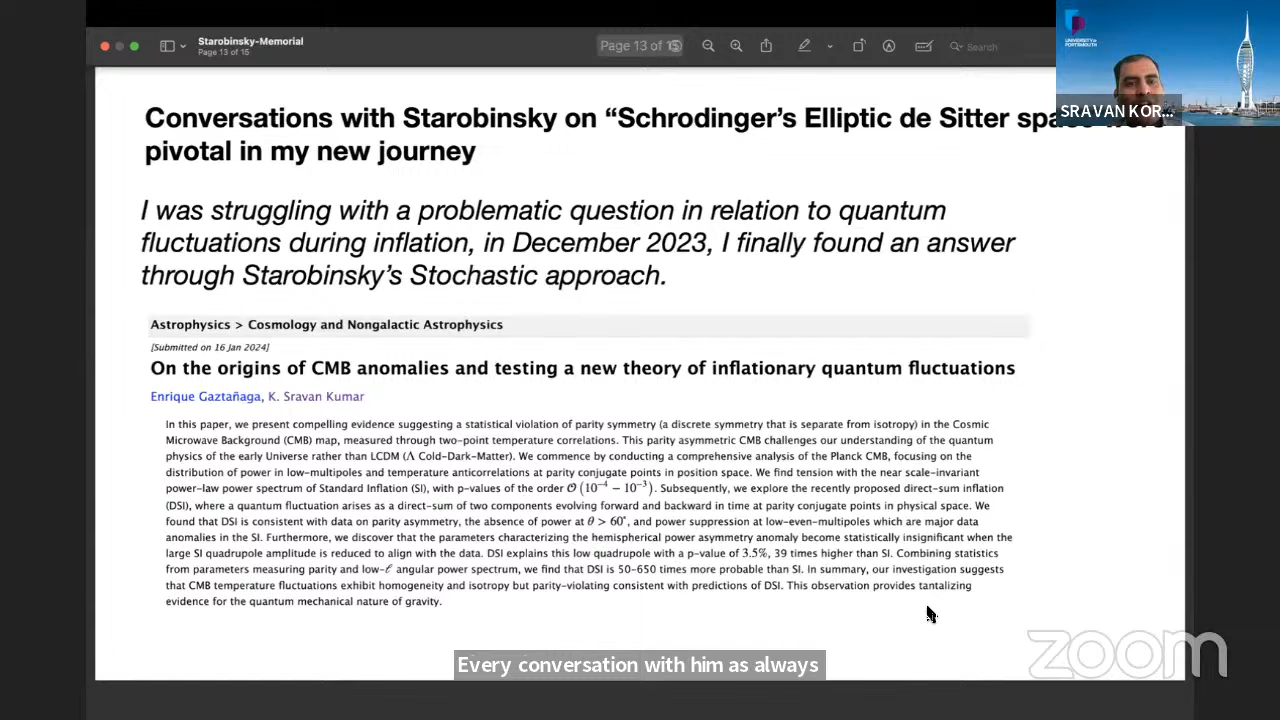 Starobinsky-Memorial
Page 13 of 15
Page 13 of 15
Search
UNIVERSITY OF
PORTSMOUTH
SRAVAN KOR...
Conversations with Starobinsky on “Schrodinger’s Elliptic de Sitter
pivotal in my new journey
I was struggling with a problematic question in relation to quantum
fluctuations during inflation, in December 2023, I finally found an answer
through Starobinsky’s Stochastic approach.
Astrophysics > Cosmology and Nongalactic Astrophysics
[Submitted on 16 Jan 2024]
On the origins of CMB anomalies and testing a new theory of inflationary quantum fluctuations
Enrique Gaztañaga, K. Sravan Kumar
In this paper, we present compelling evidence suggesting a statistical violation of parity symmetry (a discrete symmetry that is separate from isotropy) in the Cosmic
Microwave Background (CMB) map, measured through two-point temperature correlations. This parity asymmetric CMB challenges our understanding of the quantum
physics of the early Universe rather than LCDM (Λ Cold-Dark-Matter). We commence by conducting a comprehensive analysis of the Planck CMB, focusing on the
distribution of power in low-multipoles and temperature anticorrelations at parity conjugate points in position space. We find tension with the near scale-invariant
power-law power spectrum of Standard Inflation (SI), with p-values of the order 𝒪(10⁻⁴ − 10⁻³). Subsequently, we explore the recently proposed direct-sum inflation
(DSI), where a quantum fluctuation arises as a direct-sum of two components evolving forward and backward in time at parity conjugate points in physical space. We
found that DSI is consistent with data on parity asymmetry, the absence of power at θ > 60°, and power suppression at low-even-multipoles which are major data
anomalies in the SI. Furthermore, we discover that the parameters characterizing the hemispherical power asymmetry anomaly become statistically insignificant when the
large SI quadrupole amplitude is reduced to align with the data. DSI explains this low quadrupole with a p-value of 3.5%, 39 times higher than SI. Combining statistics
from parameters measuring parity and low-ℓ angular power spectrum, we find that DSI is 50-650 times more probable than SI. In summary, our investigation suggests
that CMB temperature fluctuations exhibit homogeneity and isotropy but parity-violating consistent with predictions of DSI. This observation provides tantalizing
evidence for the quantum mechanical nature of gravity.
Every conversation with him as always
zoom